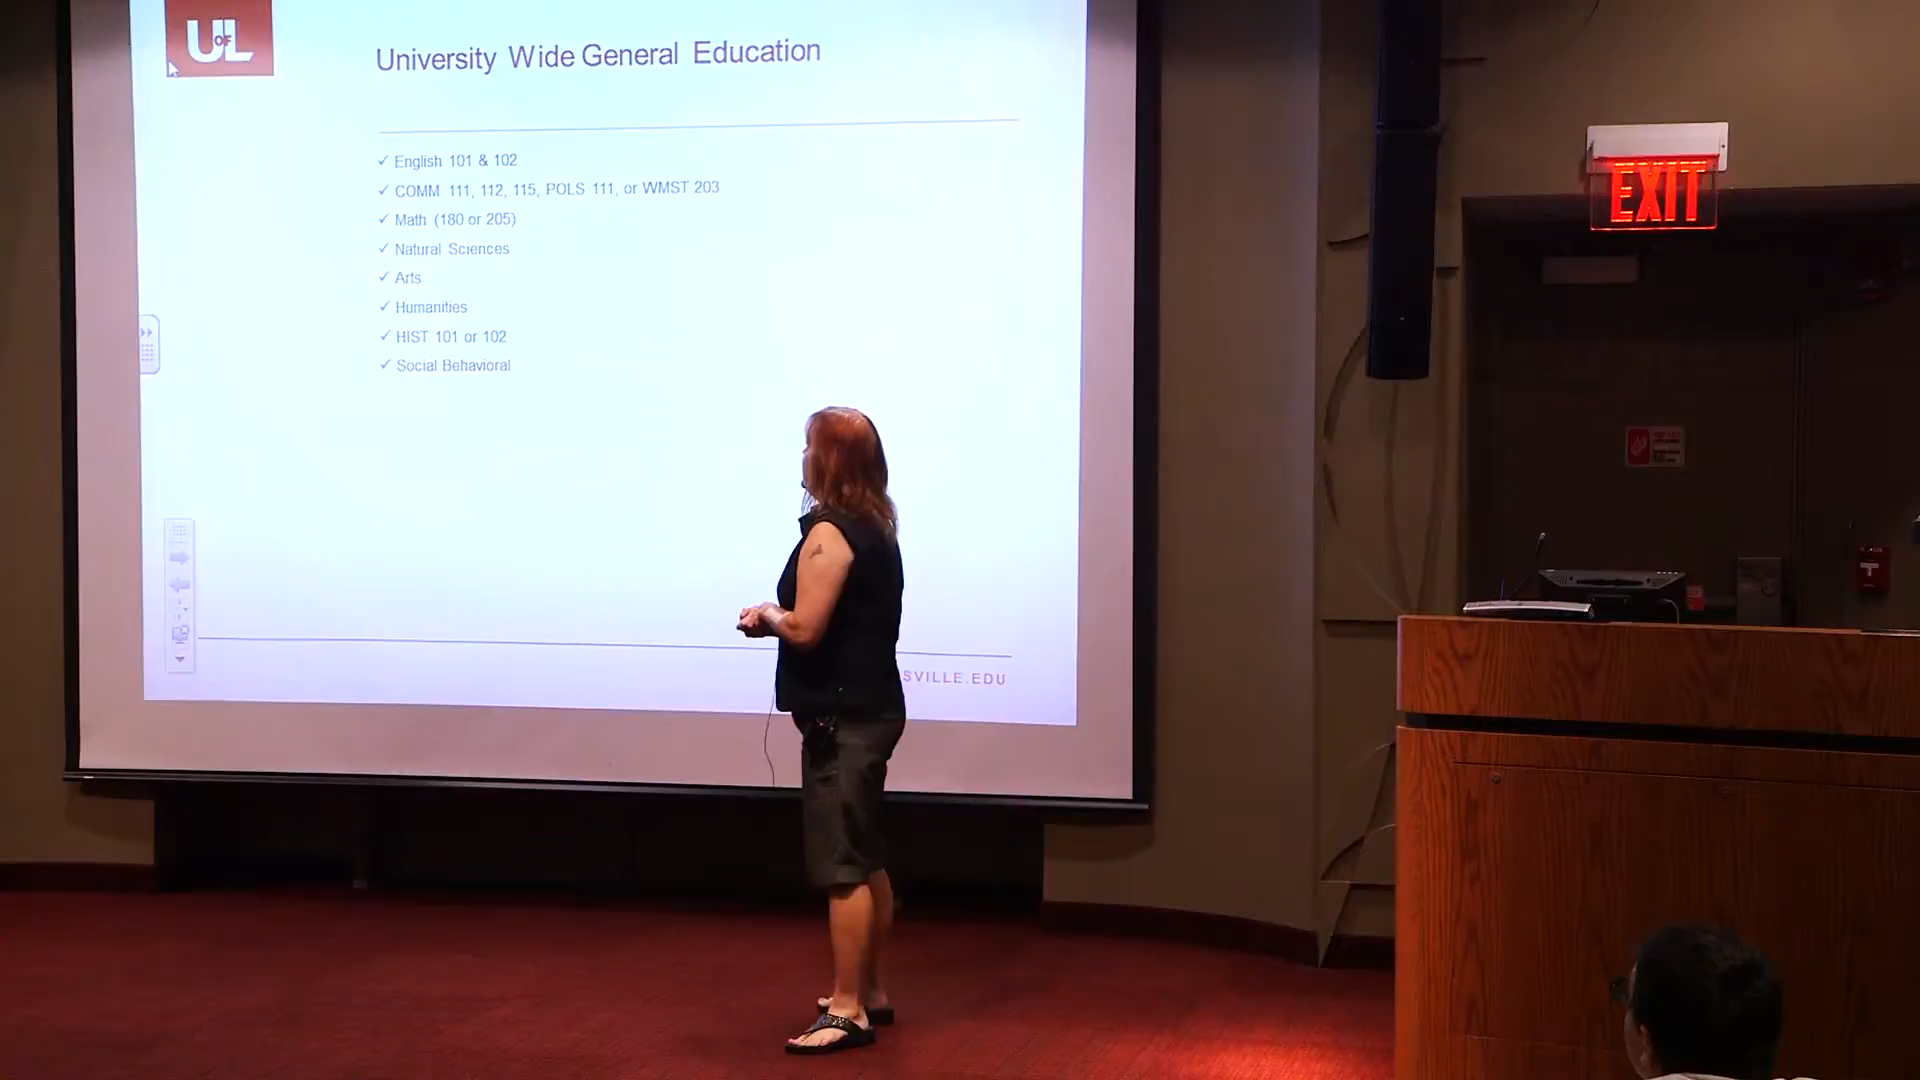 UofL
University Wide General Education
✓ English 101 & 102
✓ COMM 111, 112, 115, POLS 111, or WMST 203
✓ Math (180 or 205)
✓ Natural Sciences
✓ Arts
✓ Humanities
✓ HIST 101 or 102
✓ Social Behavioral
SVILLE.EDU
EXIT